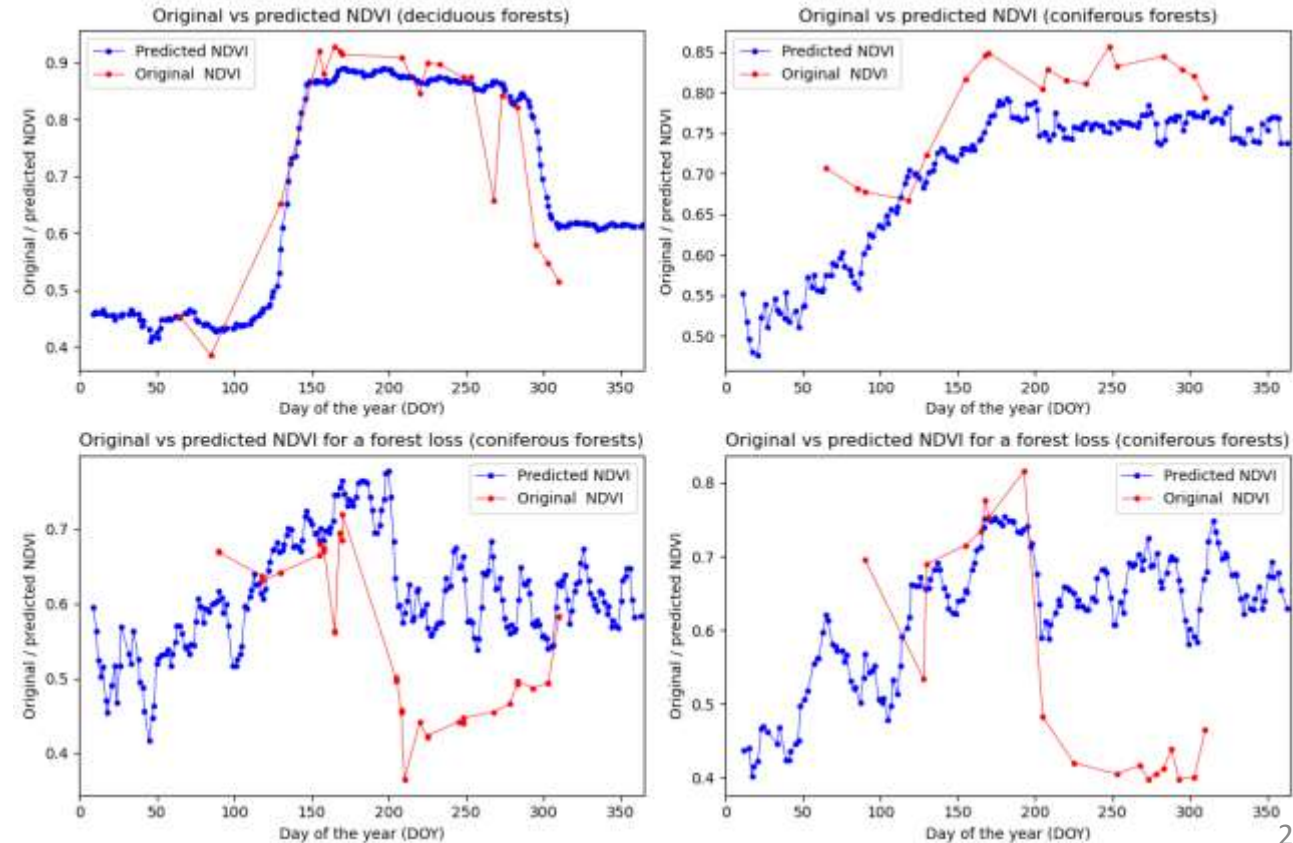 Original vs predicted NDVI (deciduous forests)
Predicted NDVI
Original NDVI
Original / predicted NDVI
0.9
0.8
0.7
0.6
0.5
0.4
0 50 100 150 200 250 300 350
Day of the year (DOY)
Original vs predicted NDVI (coniferous forests)
Predicted NDVI
Original NDVI
Original / predicted NDVI
0.85
0.80
0.75
0.70
0.65
0.60
0.55
0.50
0 50 100 150 200 250 300 350
Day of the year (DOY)
Original vs predicted NDVI for a forest loss (coniferous forests)
Predicted NDVI
Original NDVI
Original / predicted NDVI
0.7
0.6
0.5
0.4
0 50 100 150 200 250 300 350
Day of the year (DOY)
Original vs predicted NDVI for a forest loss (coniferous forests)
Predicted NDVI
Original NDVI
Original / predicted NDVI
0.8
0.7
0.6
0.5
0.4
0 50 100 150 200 250 300 350
Day of the year (DOY)
2